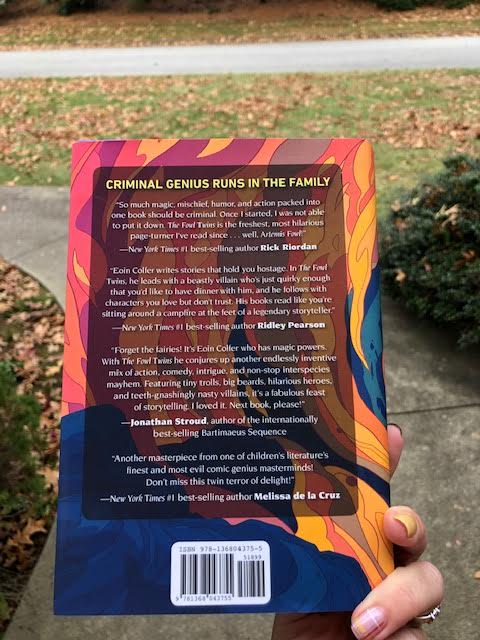 CRIMINAL GENIUS RUNS IN THE FAMILY
"So much magic, mischief, humor, and action packed into
one book should be criminal. Once I started, I was not able
to put it down. The Fowl Twins is the freshest, most hilarious
page-turner I've read since . . . well, Artemis Fowl!"
—New York Times #1 best-selling author Rick Riordan
"Eoin Colfer writes stories that hold you hostage. In The Fowl
Twins, he leads with a beastly villain who's just quirky enough
that you'd like to have dinner with him, and he follows with
characters you love but don't trust. His books read like you're
sitting around a campfire at the feet of a legendary storyteller."
—New York Times #1 best-selling author Ridley Pearson
"Forget the fairies! It's Eoin Colfer who has magic powers.
With The Fowl Twins he conjures up another endlessly inventive
mix of action, comedy, intrigue, and non-stop interspecies
mayhem. Featuring tiny trolls, big beards, hilarious heroes,
and teeth-gnashingly nasty villains, it's a fabulous feast
of storytelling. I loved it. Next book, please!"
—Jonathan Stroud, author of the internationally
best-selling Bartimaeus Sequence
"Another masterpiece from one of children's literature's
finest and most evil comic genius masterminds!
Don't miss this twin terror of delight!"
—New York Times #1 best-selling author Melissa de la Cruz
ISBN 978-136804375-5
51899
9 781368 043755